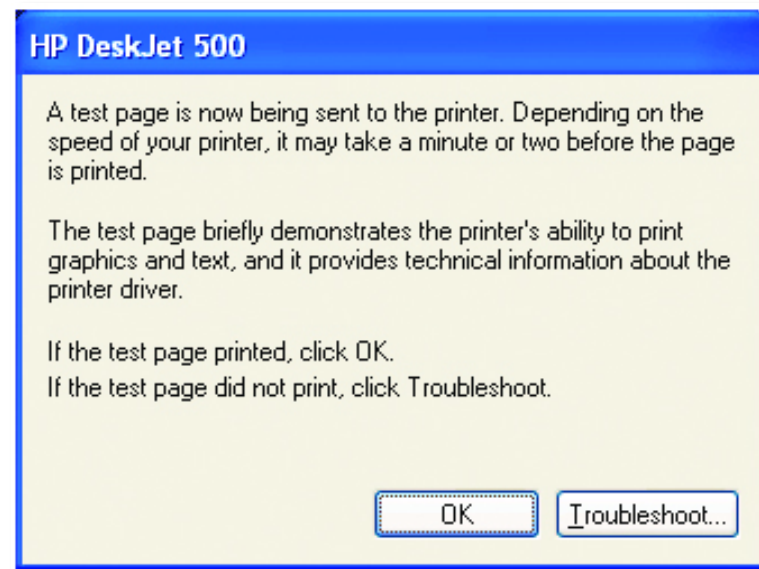 HP DeskJet 500
A test page is now being sent to the printer. Depending on the
speed of your printer, it may take a minute or two before the page
is printed.
The test page briefly demonstrates the printer's ability to print
graphics and text, and it provides technical information about the
printer driver.
If the test page printed, click OK.
If the test page did not print, click Troubleshoot.
OK
Troubleshoot...